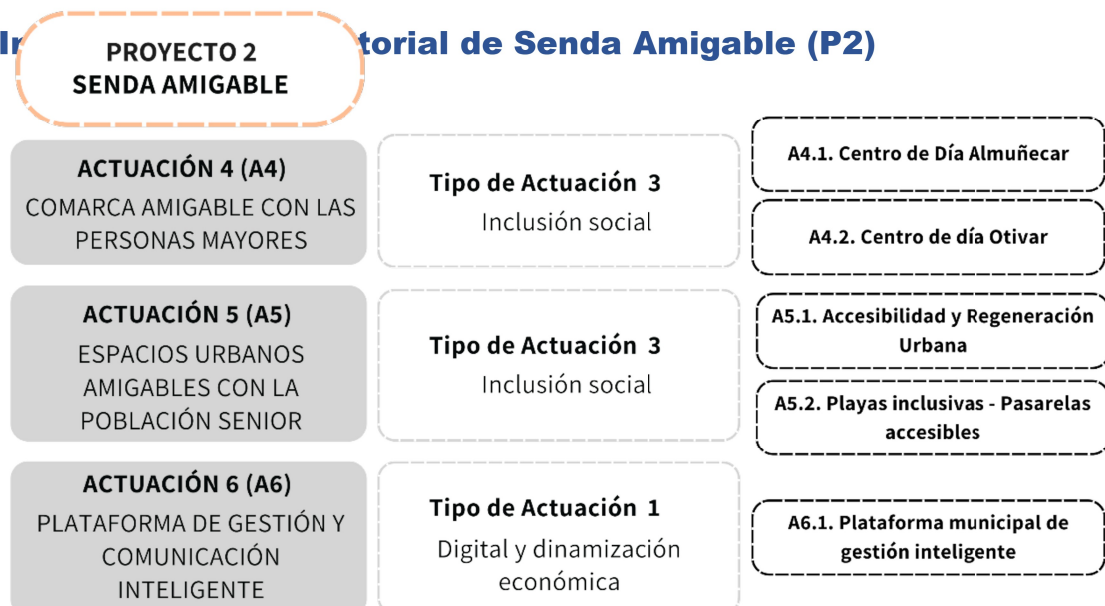 torial de Senda Amigable (P2)
PROYECTO 2
SENDA AMIGABLE
ACTUACIÓN 4 (A4)
COMARCA AMIGABLE CON LAS
PERSONAS MAYORES
Tipo de Actuación 3
Inclusión social
A4.1. Centro de Día Almuñecar
A4.2. Centro de día Otivar
ACTUACIÓN 5 (A5)
ESPACIOS URBANOS
AMIGABLES CON LA
POBLACIÓN SENIOR
Tipo de Actuación 3
Inclusión social
A5.1. Accesibilidad y Regeneración
Urbana
A5.2. Playas inclusivas - Pasarelas
accesibles
ACTUACIÓN 6 (A6)
PLATAFORMA DE GESTIÓN Y
COMUNICACIÓN
INTELIGENTE
Tipo de Actuación 1
Digital y dinamización
económica
A6.1. Plataforma municipal de
gestión inteligente